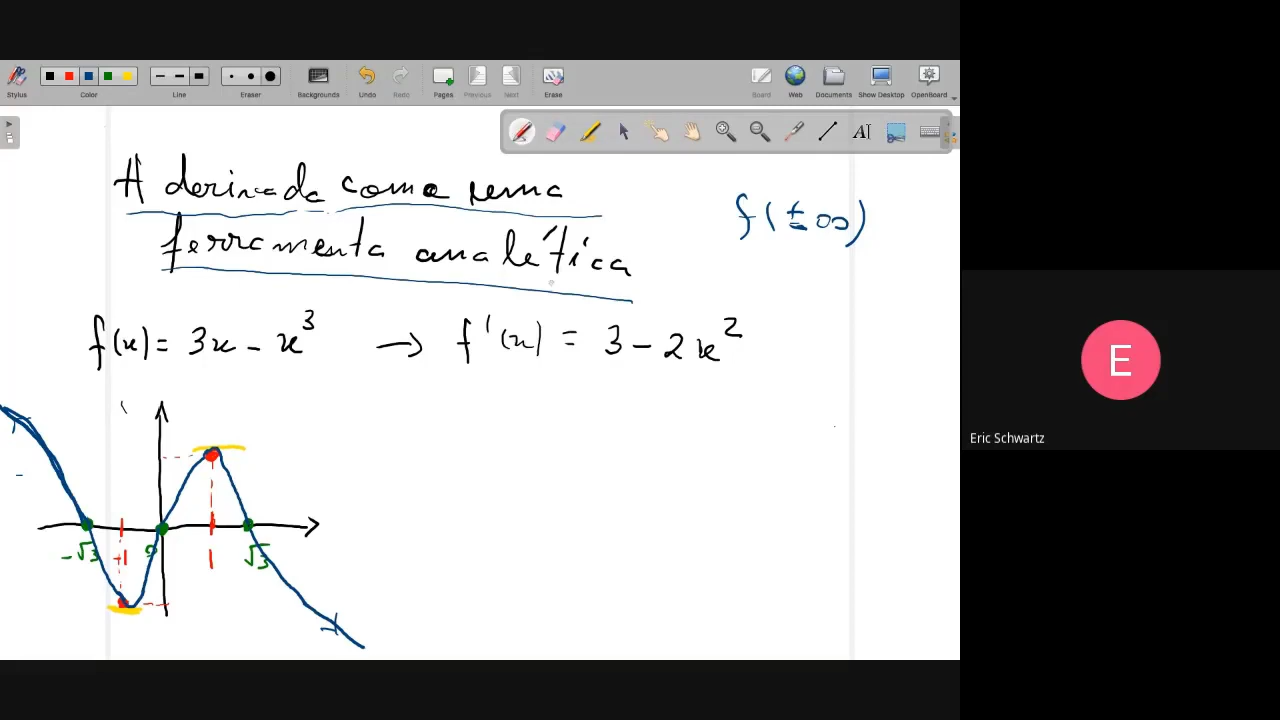 Stylus Color Line Eraser Backgrounds Undo Redo Pages Previous Next Erase Board Web Documents Show Desktop OpenBoard
A derivada como uma
ferramenta analítica
f(±∞)
f(x) = 3x - x³ → f'(x) = 3 - 2x²
-√3 -1 0 1 √3
E
Eric Schwartz